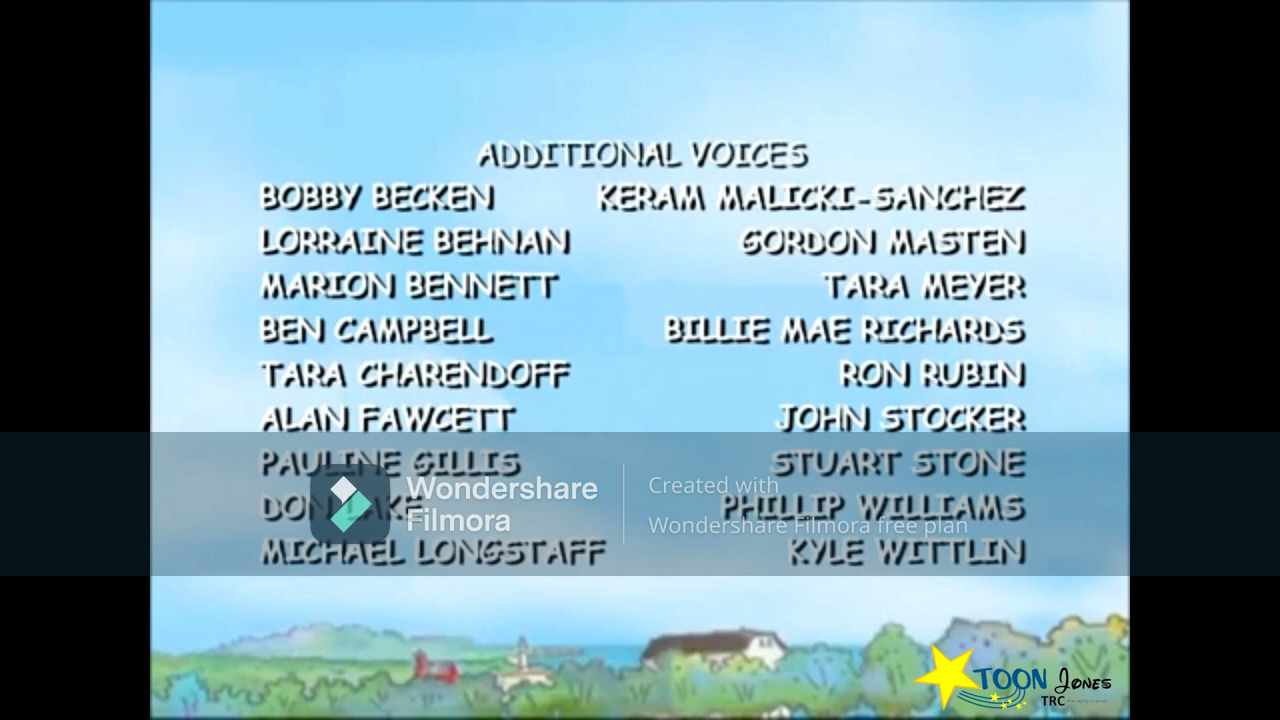 ADDITIONAL VOICES
BOBBY BECKEN KERAM MALICKI-SANCHEZ
LORRAINE BEHNAN GORDON MASTEN
MARION BENNETT TARA MEYER
BEN CAMPBELL BILLIE MAE RICHARDS
TARA CHARENDOFF RON RUBIN
ALAN FAWCETT JOHN STOCKER
PAULINE GILLIS STUART STONE
DON LAKE PHILLIP WILLIAMS
MICHAEL LONGSTAFF KYLE WITTLIN
Wondershare
Filmora
Created with
Wondershare Filmora free plan
TOON Jones
TRC